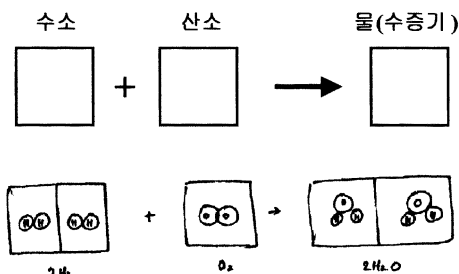 수소 산소 물(수증기)
+ →
H H H H + O O → O H H O H H
2H₂ O₂ 2H₂O